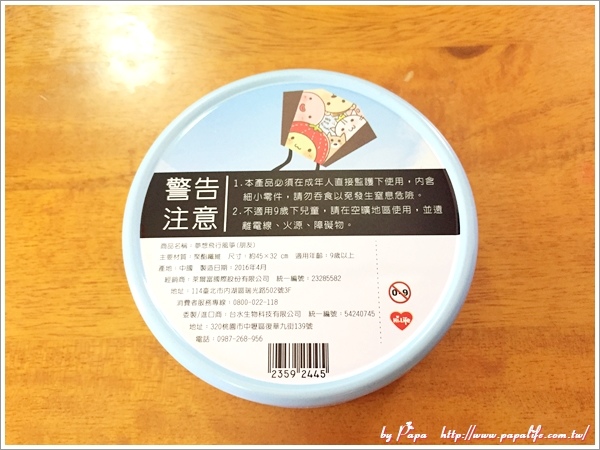 警告
注意
1.本產品必須在成年人直接監護下使用，內含
細小零件，請勿吞食以免發生窒息危險。
2.不適用9歲下兒童，請在空曠地區使用，並遠
離電線、火源、障礙物。
商品名稱：夢想飛行風箏(朋友)
主要材質：聚酯纖維 尺寸：約45×32 cm 適用年齡：9歲以上
產地：中國 製造日期：2016年4月
經銷商：萊爾富國際股份有限公司 統一編號：23285582
地址：114臺北市內湖區瑞光路502號3F
消費者服務專線：0800-022-118
委製/進口商：台水生物科技有限公司 統一編號：54240745
地址：320桃園市中壢區復華九街139號
電話：0987-268-956
0-9
Hi-Life
2359 2445
by Papa http://www.papalife.com.tw/